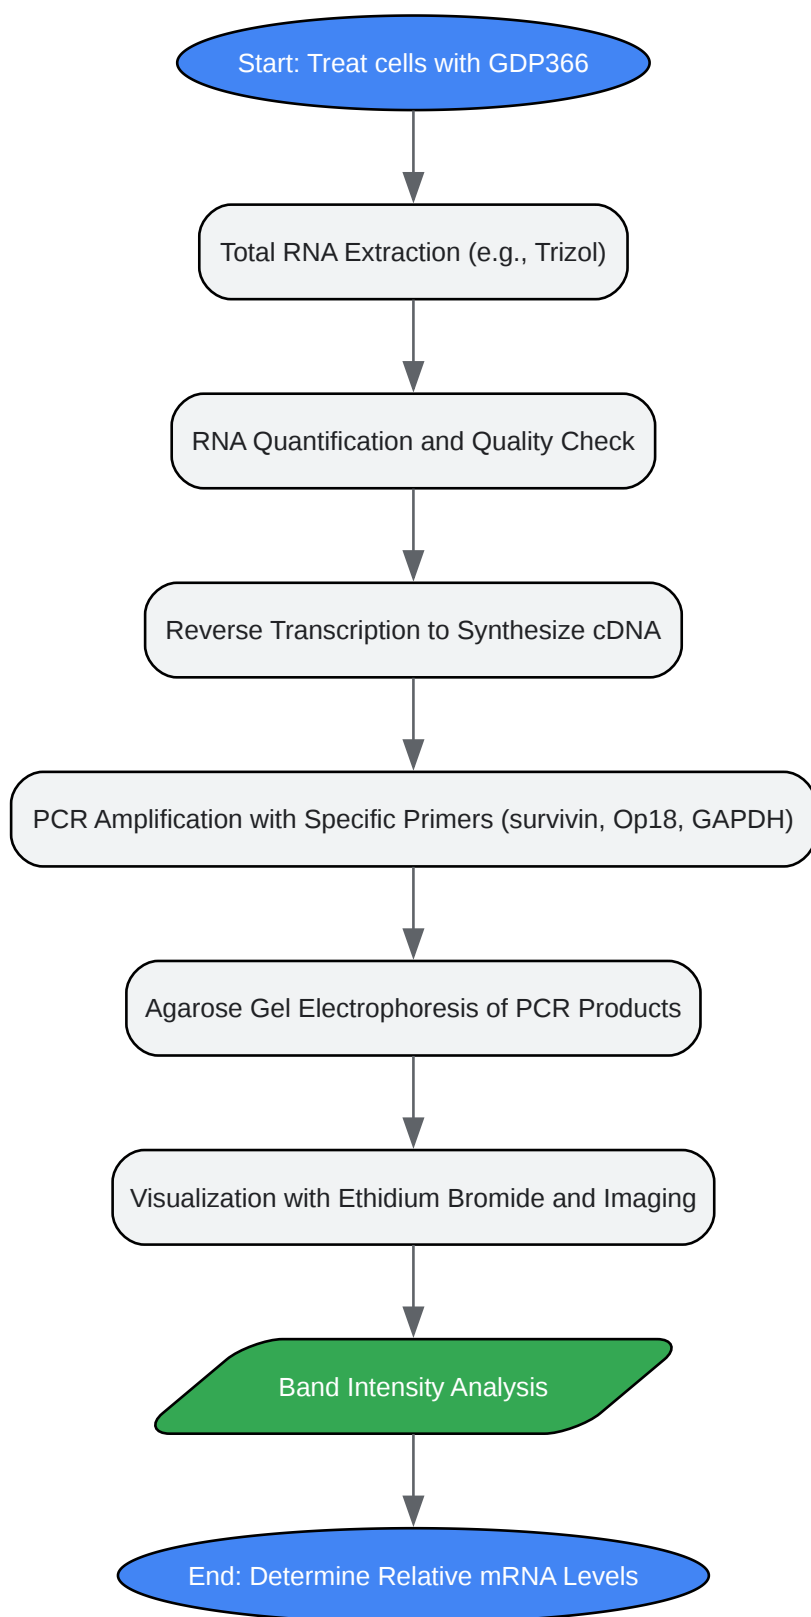 Start: Treat cells with GDP366
Total RNA Extraction (e.g., Trizol)
RNA Quantification and Quality Check
Reverse Transcription to Synthesize cDNA
PCR Amplification with Specific Primers (survivin, Op18, GAPDH)
Agarose Gel Electrophoresis of PCR Products
Visualization with Ethidium Bromide and Imaging
Band Intensity Analysis
End: Determine Relative mRNA Levels